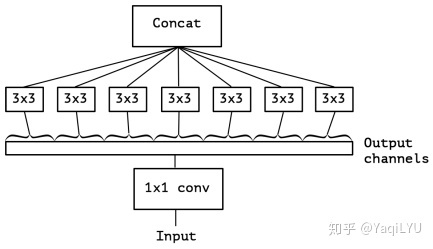 Concat
3x3 3x3 3x3 3x3 3x3 3x3 3x3
Output
channels
1x1 conv
Input
知乎 @YaqiLYU